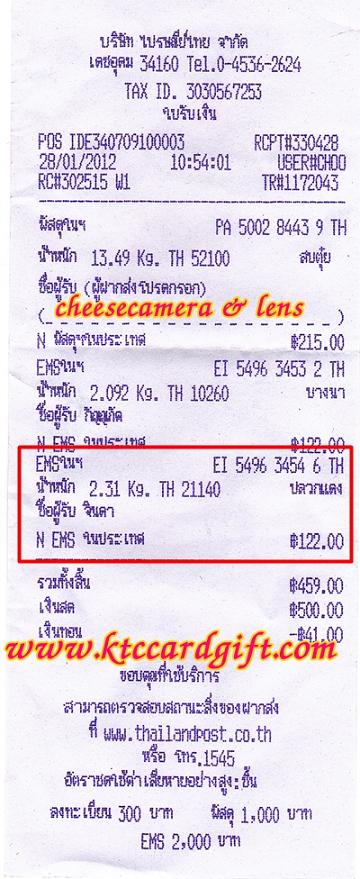 บริษัท ไปรษณีย์ไทย จำกัด
เดชอุดม 34160 Tel.0-4536-2624
TAX ID. 3030567253
ใบรับเงิน
POS IDE340709100003 RCPT#330428
28/01/2012 10:54:01 USER#CHOO
RC#302515 W1 TR#1172043
พัสดุในฯ PA 5002 8443 9 TH
น้ำหนัก 13.49 Kg. TH 52100 สบตุ๋ย
ชื่อผู้รับ (ผู้ฝากส่งโปรดกรอก)
cheesecamera & lens
(_ _ _ _ _ _ _ _ _ _ _ _ _ _ _ _ _ _)
N พัสดุฯในประเทศ ฿215.00
EMSในฯ EI 5496 3453 2 TH
น้ำหนัก 2.092 Kg. TH 10260 บางนา
ชื่อผู้รับ
N EMS ในประเทศ ฿122.00
EMSในฯ EI 5496 3454 6 TH
น้ำหนัก 2.31 Kg. TH 21140 ปลวกแดง
ชื่อผู้รับ จินดา
N EMS ในประเทศ ฿122.00
รวมทั้งสิ้น ฿459.00
เงินสด ฿500.00
เงินทอน -฿41.00
www.ktccardgift.com
ขอบคุณที่ใช้บริการ
สามารถตรวจสอบสถานะสิ่งของฝากส่ง
ที่ www.thailandpost.co.th
หรือ โทร.1545
อัตราชดใช้ค่าเสียหายอย่างสูง:ชิ้น
ลงทะเบียน 300 บาท พัสดุ 1,000 บาท
EMS 2,000 บาท